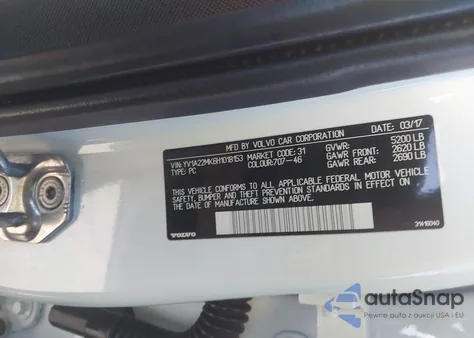 MFD BY VOLVO CAR CORPORATION DATE: 03/17
VIN: YV1A22MK6H1018153 MARKET CODE: 31 GVWR: 5200 LB
TYPE: PC COLOUR: 707-46 GAWR FRONT: 2620 LB
GAWR REAR: 2690 LB
THIS VEHICLE CONFORMS TO ALL APPLICABLE FEDERAL MOTOR VEHICLE
SAFETY, BUMPER AND THEFT PREVENTION STANDARDS IN EFFECT ON THE
DATE OF MANUFACTURE SHOWN ABOVE.
VOLVO 31416040
autoSnap
Pewne auta z aukcji USA i EU